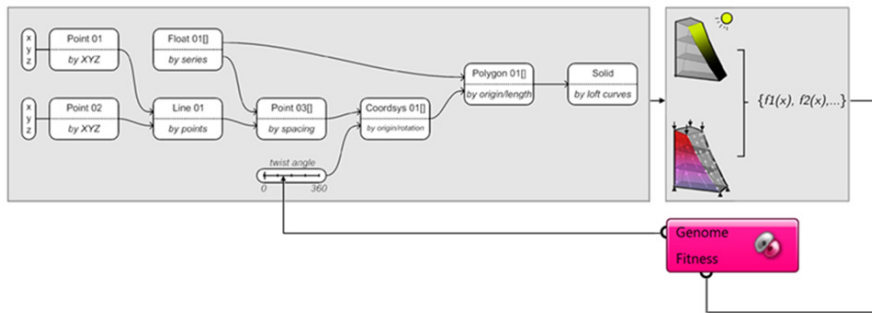 x
y
z
Point 01
by XYZ
Float 01[]
by series
x
y
z
Point 02
by XYZ
Line 01
by points
Point 03[]
by spacing
Coordsys 01[]
by origin/rotation
Polygon 01[]
by origin/length
Solid
by loft curves
twist angle
0
360
{f1(x), f2(x),...}
Genome
Fitness